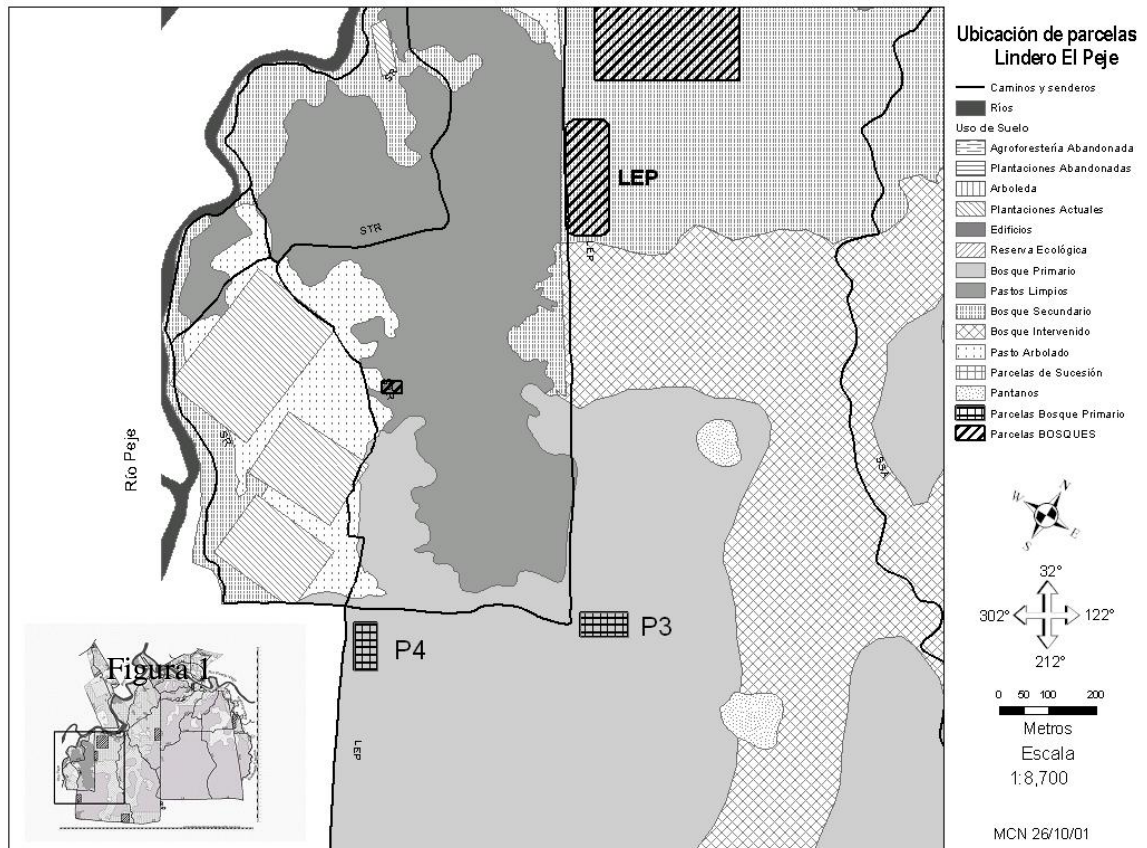 Ubicación de parcelas
Lindero El Peje
Caminos y senderos
Ríos
Uso de Suelo
Agroforestería Abandonada
Plantaciones Abandonadas
Arboleda
Plantaciones Actuales
Edificios
Reserva Ecológica
Bosque Primario
Pastos Limpios
Bosque Secundario
Bosque Intervenido
Pasto Arbolado
Parcelas de Sucesión
Pantanos
Parcelas Bosque Primario
Parcelas BOSQUES
N
W
E
S
32°
302°
122°
212°
0 50 100 200
Metros
Escala
1:8,700
MCN 26/10/01
LEP
LEP
STR
SR
SSA
Río Peje
P4
P3
LEP
Figura 1